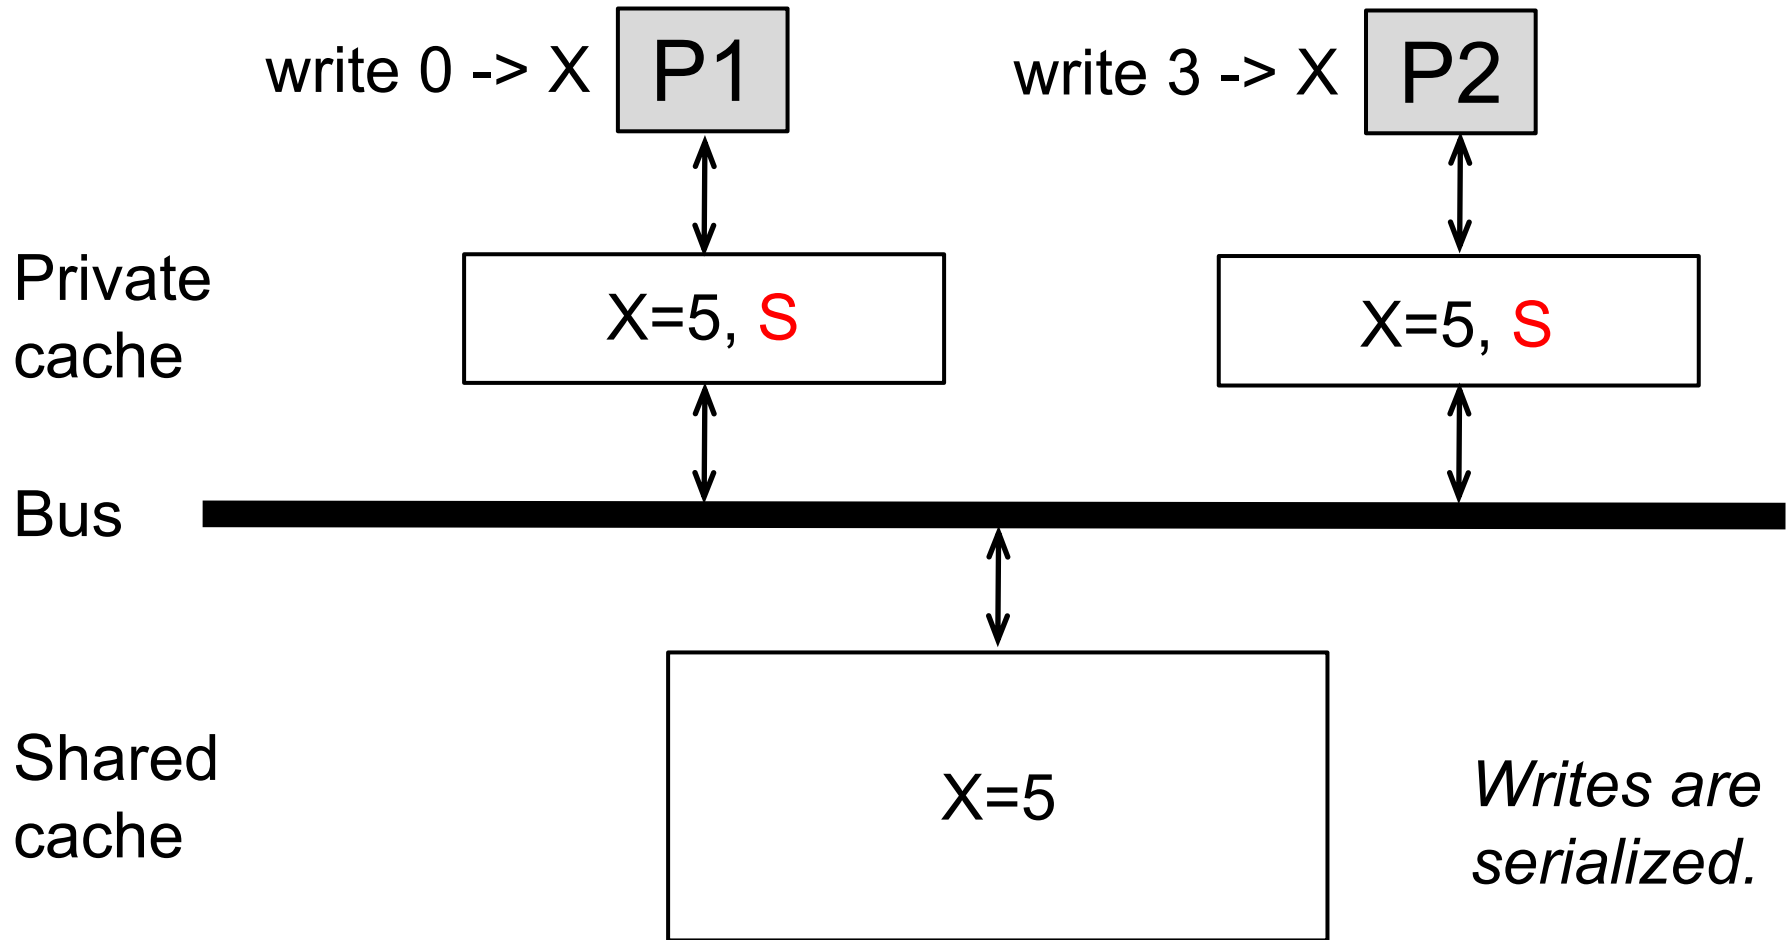 write 0 -> X P1
write 3 -> X P2
Private
cache
X=5, S
X=5, S
Bus
Shared
cache
X=5
Writes are
serialized.